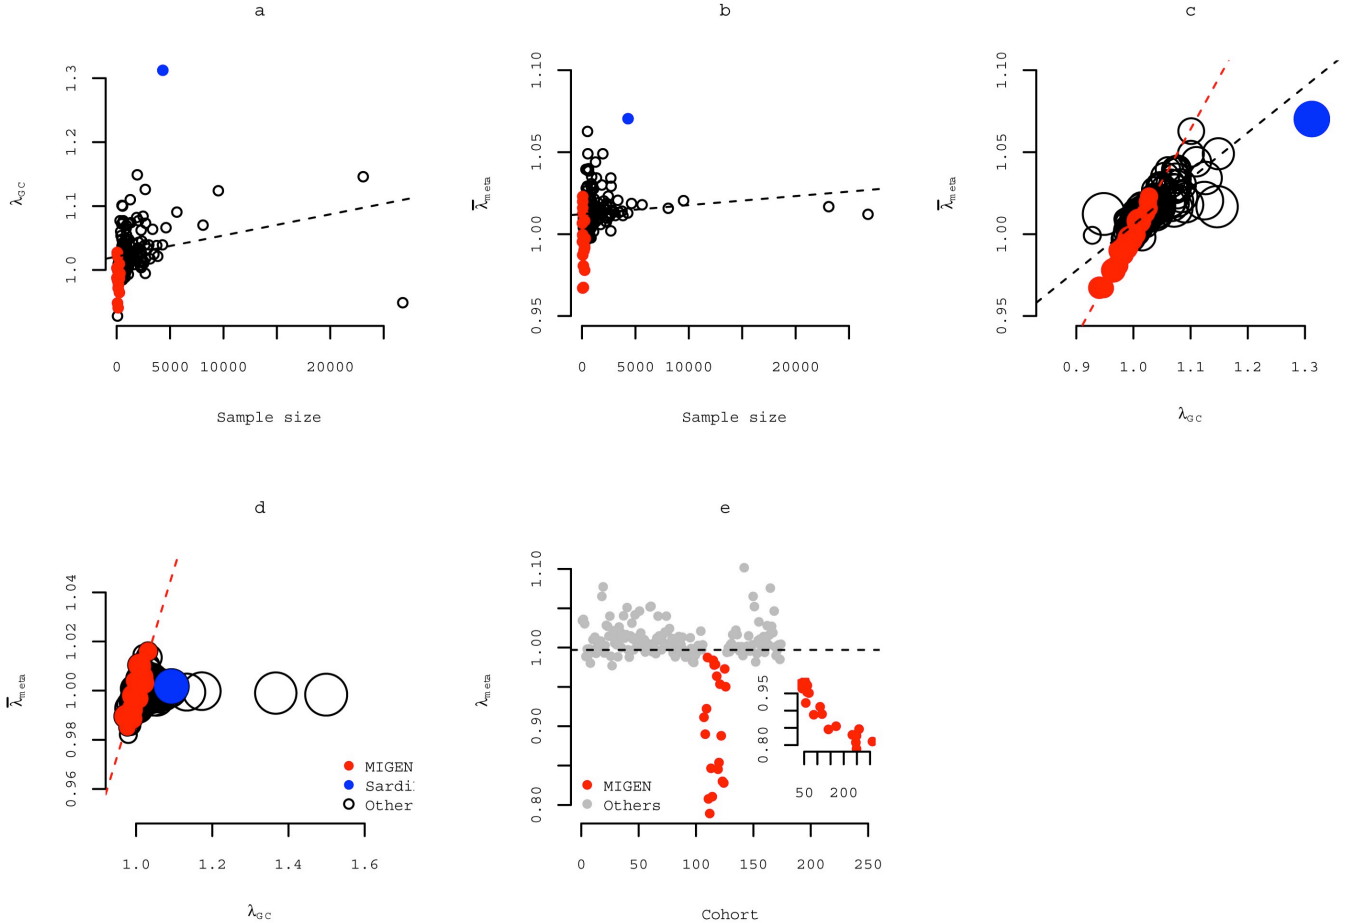 a
b
c
λGC
1.0 1.1 1.2 1.3
0 5000 10000 20000
Sample size
λ̅meta
0.95 1.00 1.05 1.10
0 5000 10000 20000
Sample size
λ̅meta
0.95 1.00 1.05 1.10
0.9 1.0 1.1 1.2 1.3
λGC
d
e
λ̅meta
0.96 0.98 1.00 1.02 1.04
MIGEN
Sardi
Other
1.0 1.2 1.4 1.6
λGC
λmeta
0.80 0.90 1.00 1.10
MIGEN
Others
0.80 0.95
50 200
0 50 100 150 200 250
Cohort